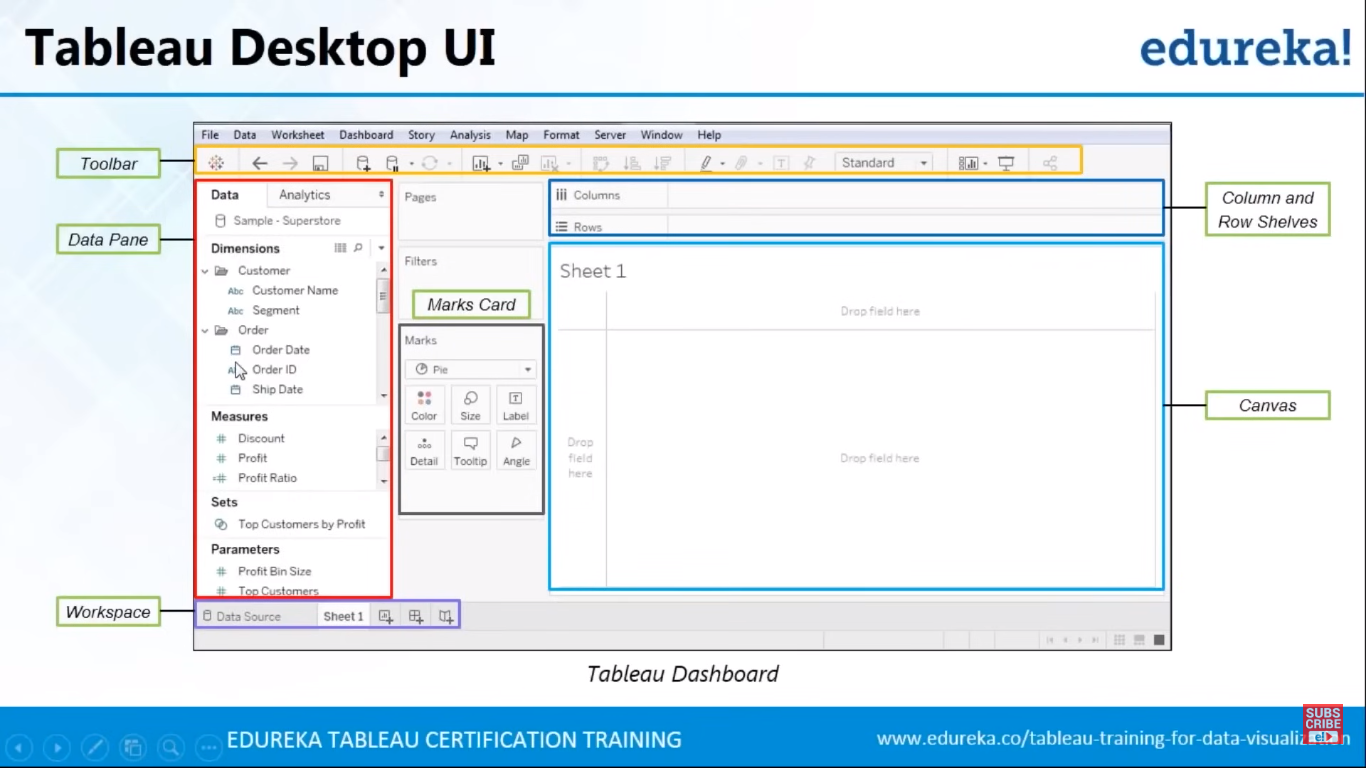 Tableau Desktop UI
edureka!
File Data Worksheet Dashboard Story Analysis Map Format Server Window Help
Toolbar
Standard
Data Analytics
Sample - Superstore
Data Pane
Dimensions
Customer
Abc Customer Name
Abc Segment
Order
Order Date
Order ID
Ship Date
Measures
# Discount
# Profit
=# Profit Ratio
Sets
Top Customers by Profit
Parameters
# Profit Bin Size
# Top Customers
Workspace
Data Source Sheet 1
Pages
Filters
Marks Card
Marks
Pie
Color Size Label
Detail Tooltip Angle
Columns
Rows
Column and
Row Shelves
Sheet 1
Drop field here
Drop
field
here
Drop field here
Canvas
Tableau Dashboard
EDUREKA TABLEAU CERTIFICATION TRAINING
www.edureka.co/tableau-training-for-data-visualization
SUBS
CRIBE
e!